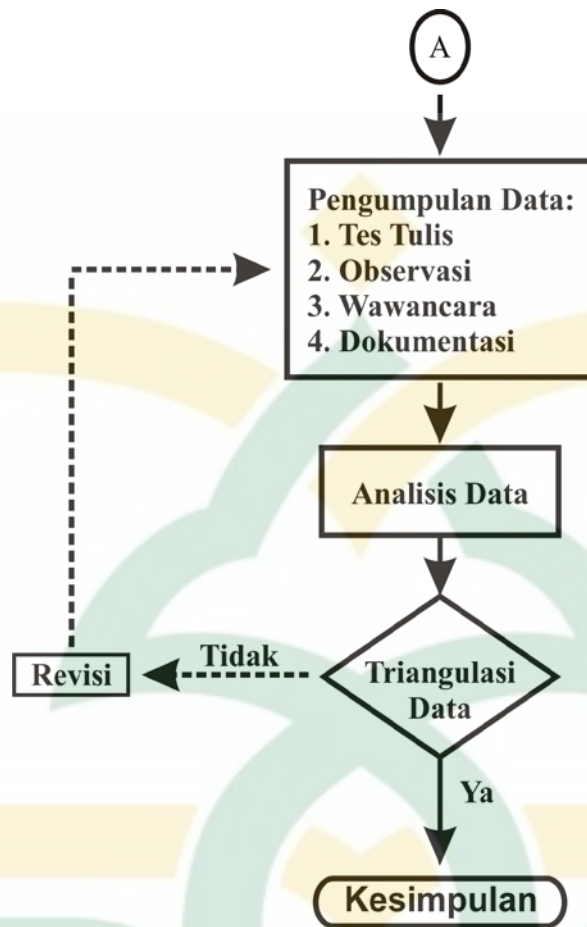 A
Pengumpulan Data:
1. Tes Tulis
2. Observasi
3. Wawancara
4. Dokumentasi
Analisis Data
Tidak
Revisi
Triangulasi
Data
Ya
Kesimpulan